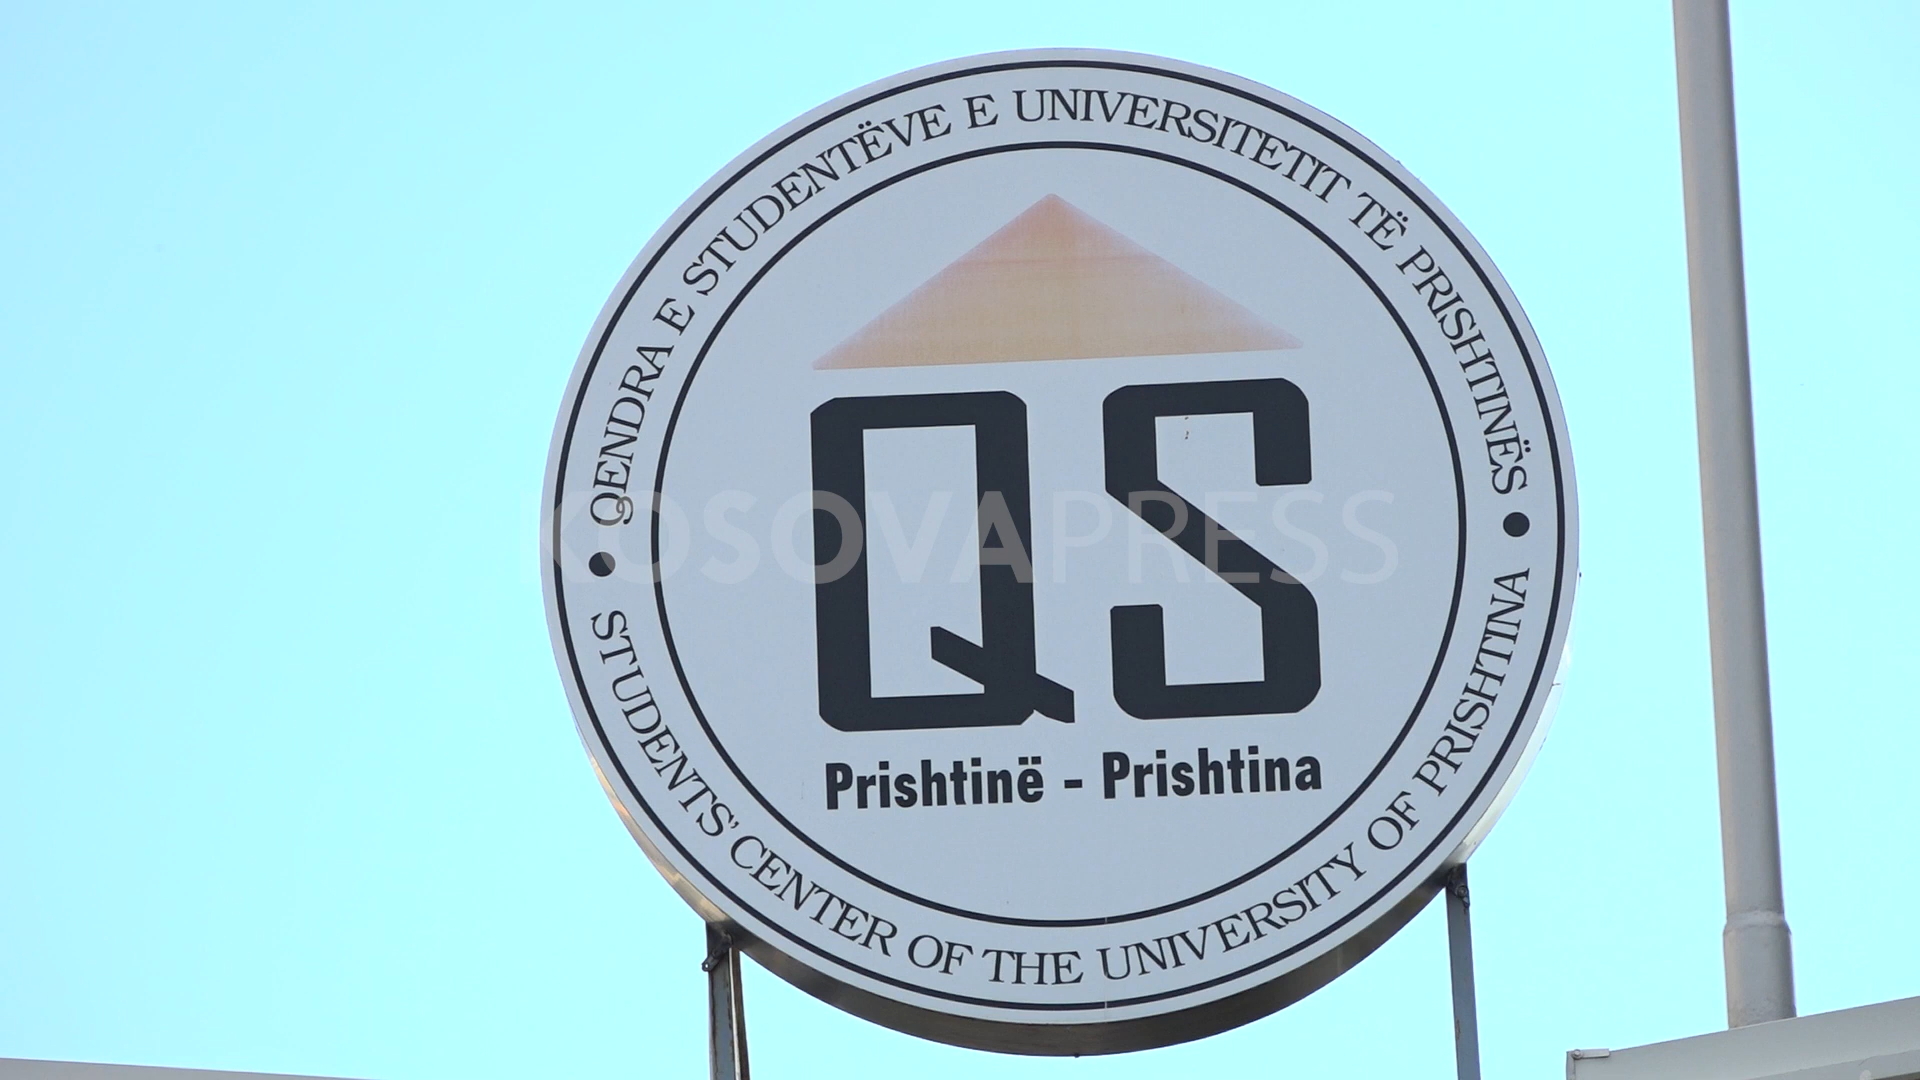 QENDRA E STUDENTËVE E UNIVERSITETIT TË PRISHTINËS
QS
KOSOVAPRESS
Prishtinë - Prishtina
STUDENTS' CENTER OF THE UNIVERSITY OF PRISHTINA